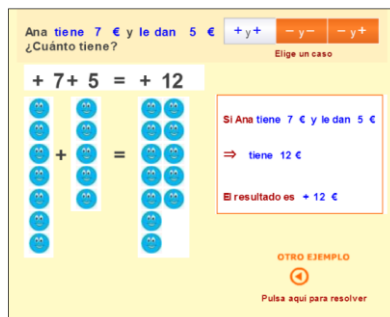 Ana tiene 7 € y le dan 5 €
¿Cuánto tiene?
+ y +
− y −
− y +
Elige un caso
+ 7 + 5 = + 12
+ =
Si Ana tiene 7 € y le dan 5 €
⇒ tiene 12 €
El resultado es + 12 €
OTRO EJEMPLO
Pulsa aquí para resolver